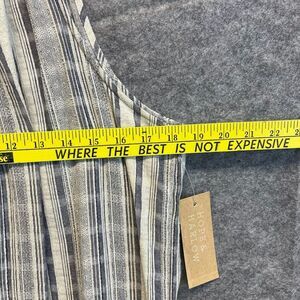 12 13 14 15 16 17 18 19 20 21 22
se WHERE THE BEST IS NOT EXPENSIVE
HOPE &
HARLOW